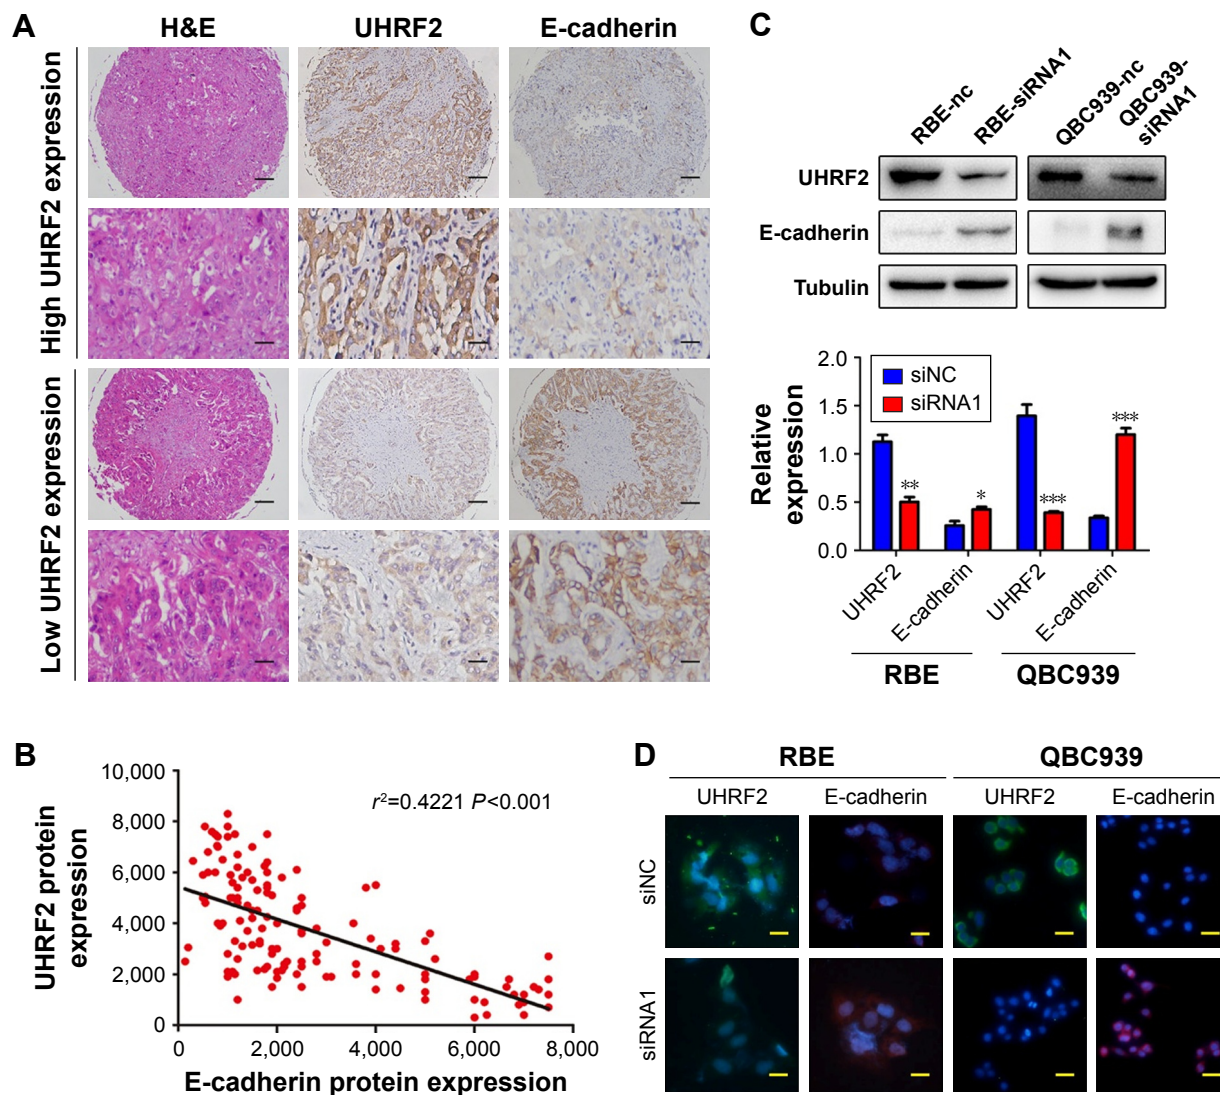 A
H&E
UHRF2
E-cadherin
High UHRF2 expression
Low UHRF2 expression
C
RBE-nc
RBE-siRNA1
QBC939-nc
QBC939-
siRNA1
UHRF2
E-cadherin
Tubulin
Relative
expression
2.0
1.5
1.0
0.5
0.0
siNC
siRNA1
**
*
***
***
UHRF2
E-cadherin
UHRF2
E-cadherin
RBE
QBC939
B
UHRF2 protein
expression
10,000
8,000
6,000
4,000
2,000
0
r²=0.4221 P<0.001
0
2,000
4,000
6,000
8,000
E-cadherin protein expression
D
RBE
QBC939
UHRF2
E-cadherin
UHRF2
E-cadherin
siNC
siRNA1